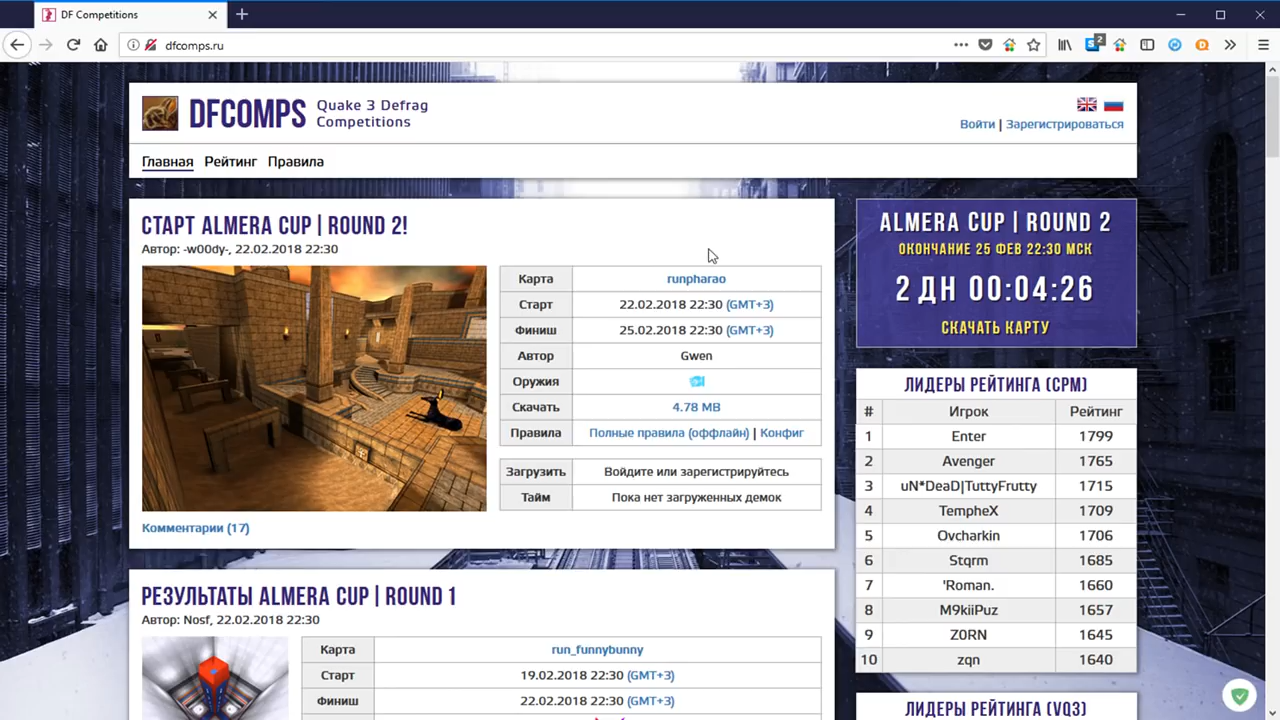 DF Competitions
dfcomps.ru
2
DFCOMPS
Quake 3 Defrag
Competitions
Войти | Зарегистрироваться
Главная Рейтинг Правила
СТАРТ ALMERA CUP | ROUND 2!
Автор: -w00dy-, 22.02.2018 22:30
Карта runpharao
Старт 22.02.2018 22:30 (GMT+3)
Финиш 25.02.2018 22:30 (GMT+3)
Автор Gwen
Оружия
Скачать 4.78 MB
Правила Полные правила (оффлайн) | Конфиг
Загрузить Войдите или зарегистрируйтесь
Тайм Пока нет загруженных демок
Комментарии (17)
РЕЗУЛЬТАТЫ ALMERA CUP | ROUND 1
Автор: Nosf, 22.02.2018 22:30
Карта run_funnybunny
Старт 19.02.2018 22:30 (GMT+3)
Финиш 22.02.2018 22:30 (GMT+3)
ALMERA CUP | ROUND 2
ОКОНЧАНИЕ 25 ФЕВ 22:30 МСК
2 ДН 00:04:26
СКАЧАТЬ КАРТУ
ЛИДЕРЫ РЕЙТИНГА (CPM)
# Игрок Рейтинг
1 Enter 1799
2 Avenger 1765
3 uN*DeaD|TuttyFrutty 1715
4 TempheX 1709
5 Ovcharkin 1706
6 Stqrm 1685
7 'Roman. 1660
8 M9kiiPuz 1657
9 Z0RN 1645
10 zqn 1640
ЛИДЕРЫ РЕЙТИНГА (VQ3)